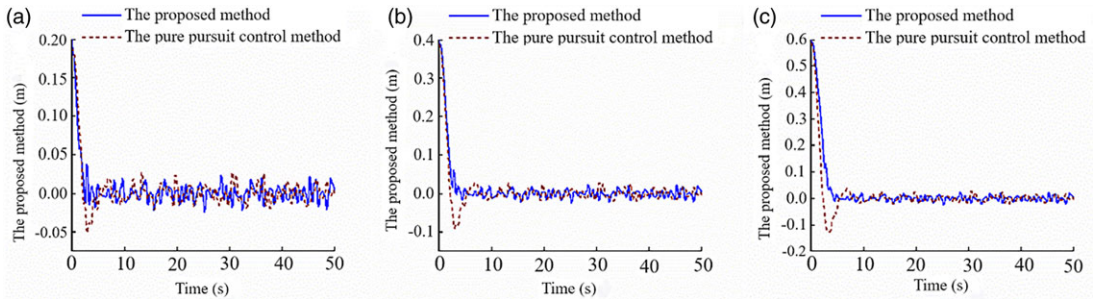 (a)
The proposed method
The pure pursuit control method
0.20
0.15
0.10
0.05
0.00
-0.05
The proposed method (m)
0 10 20 30 40 50
Time (s)
(b)
The proposed method
The pure pursuit control method
0.4
0.3
0.2
0.1
0.0
-0.1
The proposed method (m)
0 10 20 30 40 50
Time (s)
(c)
The proposed method
The pure pursuit control method
0.6
0.5
0.4
0.3
0.2
0.1
0.0
-0.1
-0.2
The proposed method (m)
0 10 20 30 40 50
Time (s)